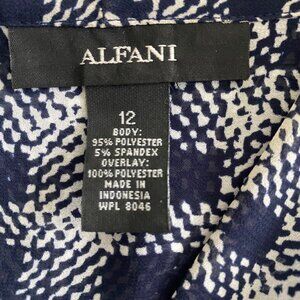 ALFANI
12
BODY:
95% POLYESTER
5% SPANDEX
OVERLAY:
100% POLYESTER
MADE IN
INDONESIA
WPL 8046